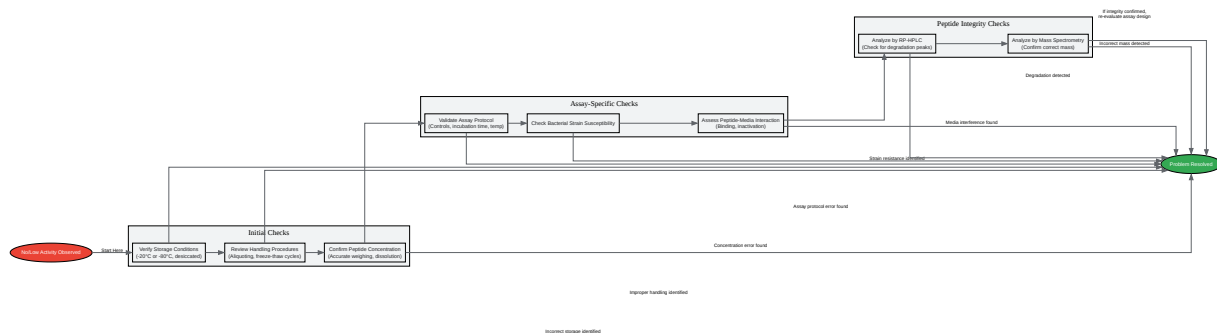 If integrity confirmed,
re-evaluate assay design
Peptide Integrity Checks
Analyze by RP-HPLC
(Check for degradation peaks)
Analyze by Mass Spectrometry
(Confirm correct mass)
Incorrect mass detected
Degradation detected
Assay-Specific Checks
Validate Assay Protocol
(Controls, incubation time, temp)
Check Bacterial Strain Susceptibility
Assess Peptide-Media Interaction
(Binding, inactivation)
Media interference found
Strain resistance identified
Problem Resolved
Assay protocol error found
Initial Checks
No/Low Activity Observed
Start Here
Verify Storage Conditions
(-20°C or -80°C, desiccated)
Review Handling Procedures
(Aliquoting, freeze-thaw cycles)
Confirm Peptide Concentration
(Accurate weighing, dissolution)
Concentration error found
Improper handling identified
Incorrect storage identified